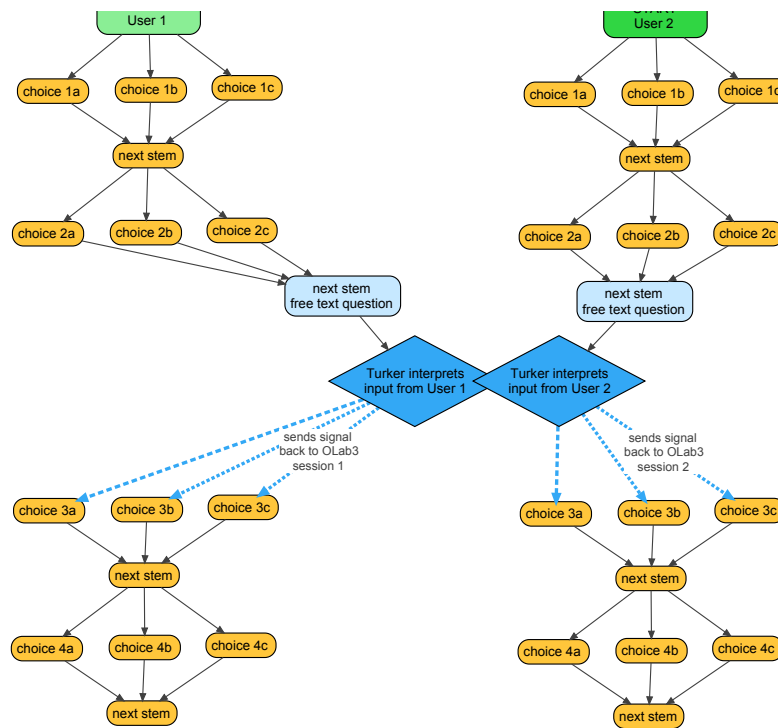 User 1
START
User 2
choice 1a
choice 1b
choice 1c
choice 1a
choice 1b
choice 1c
next stem
next stem
choice 2a
choice 2b
choice 2c
choice 2a
choice 2b
choice 2c
next stem
free text question
next stem
free text question
Turker interprets
input from User 1
Turker interprets
input from User 2
sends signal
back to OLab3
session 1
sends signal
back to OLab3
session 2
choice 3a
choice 3b
choice 3c
choice 3a
choice 3b
choice 3c
next stem
next stem
choice 4a
choice 4b
choice 4c
choice 4a
choice 4b
choice 4c
next stem
next stem